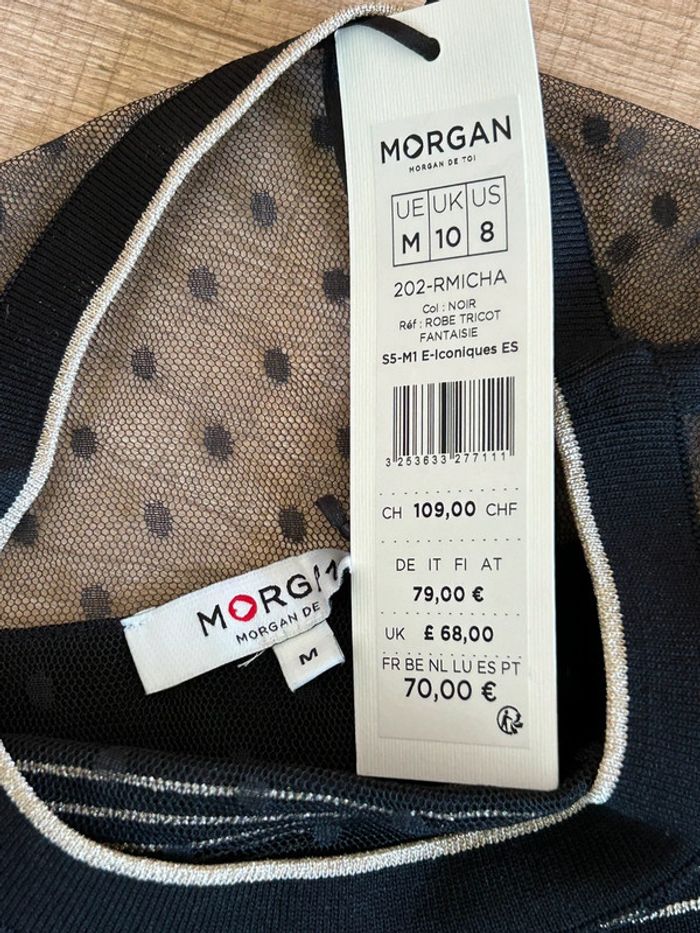 MORGAN
MORGAN DE TOI
UE UK US
M 10 8
202-RMICHA
Col : NOIR
Réf : ROBE TRICOT
FANTAISIE
S5-M1 E-Iconiques ES
3 253633 277111
CH 109,00 CHF
DE IT FI AT
79,00 €
UK £ 68,00
FR BE NL LU ES PT
70,00 €
MORG
MORGAN DE
M